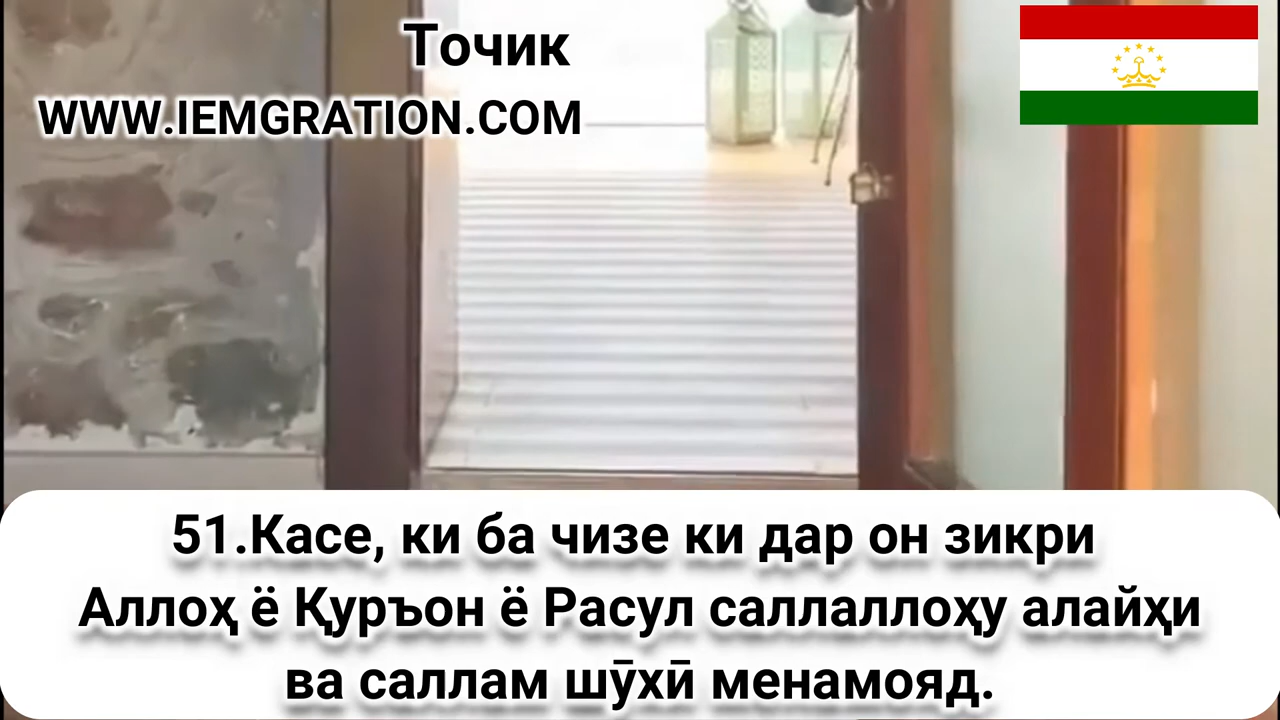 Точик
WWW.IEMGRATION.COM
51.Касе, ки ба чизе ки дар он зикри
Аллоҳ ё Қуръон ё Расул саллаллоҳу алайҳи
ва саллам шӯхӣ менамояд.